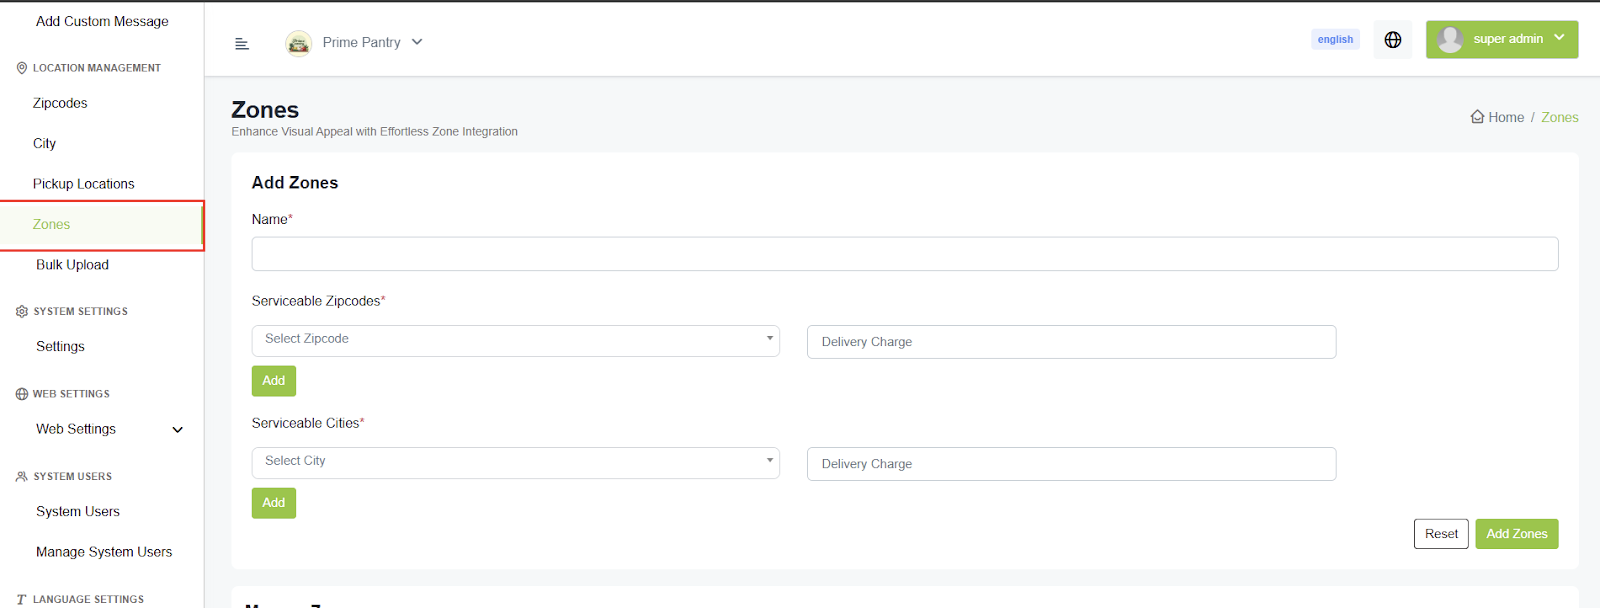 Add Custom Message
LOCATION MANAGEMENT
Zipcodes
City
Pickup Locations
Zones
Bulk Upload
SYSTEM SETTINGS
Settings
WEB SETTINGS
Web Settings
SYSTEM USERS
System Users
Manage System Users
LANGUAGE SETTINGS
Prime Pantry
english
super admin
Zones
Enhance Visual Appeal with Effortless Zone Integration
Home / Zones
Add Zones
Name*
Serviceable Zipcodes*
Select Zipcode
Delivery Charge
Add
Serviceable Cities*
Select City
Delivery Charge
Add
Reset
Add Zones